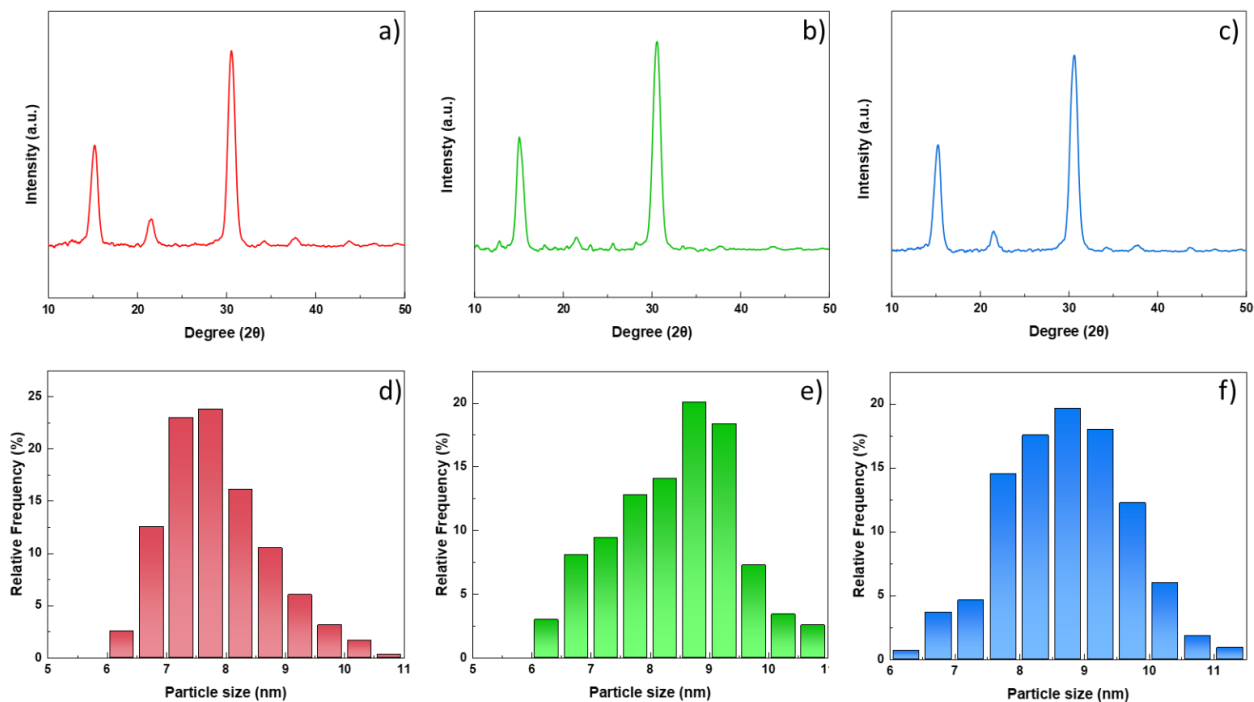 a)
Intensity (a.u.)
10 20 30 40 50
Degree (2θ)
b)
Intensity (a.u.)
10 20 30 40 50
Degree (2θ)
c)
Intensity (a.u.)
10 20 30 40 50
Degree (2θ)
d)
Relative Frequency (%)
25
20
15
10
5
0
5 6 7 8 9 10 11
Particle size (nm)
e)
Relative Frequency (%)
20
15
10
5
0
5 6 7 8 9 10 11
Particle size (nm)
f)
Relative Frequency (%)
20
15
10
5
0
6 7 8 9 10 11
Particle size (nm)